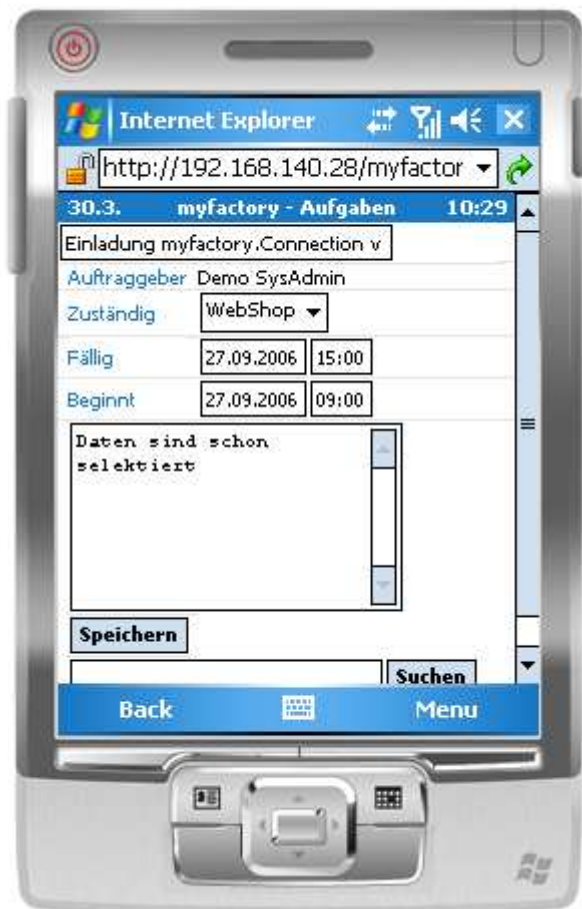 Internet Explorer
http://192.168.140.28/myfactor
30.3. myfactory - Aufgaben 10:29
Einladung myfactory.Connection v
Auftraggeber Demo SysAdmin
Zuständig WebShop
Fällig 27.09.2006 15:00
Beginnt 27.09.2006 09:00
Daten sind schon
selektiert
Speichern
Suchen
Back Menu